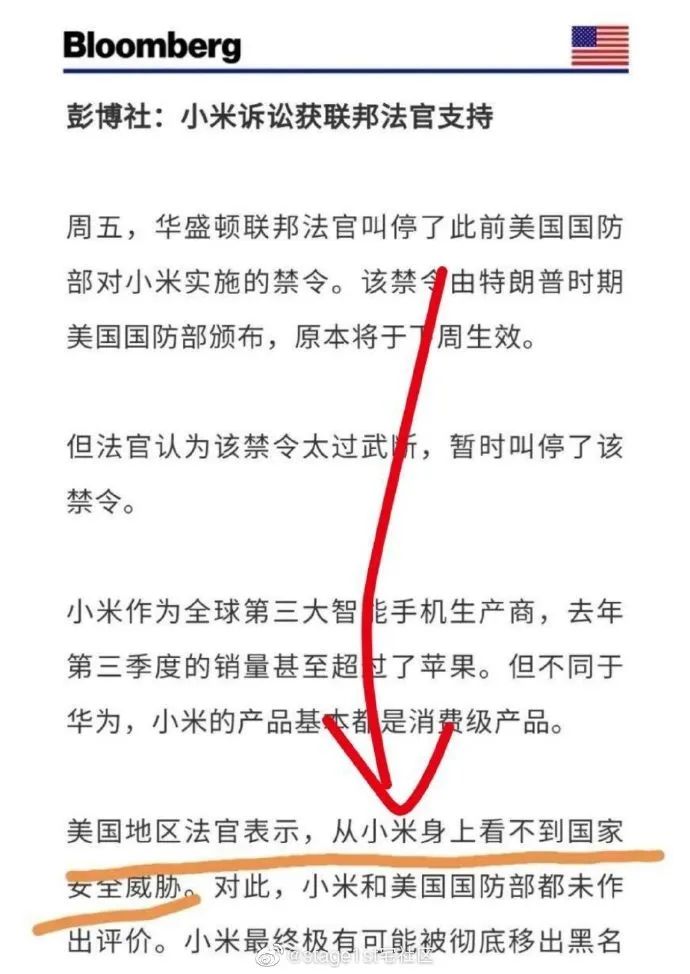 Bloomberg
彭博社：小米诉讼获联邦法官支持
周五，华盛顿联邦法官叫停了此前美国国防
部对小米实施的禁令。该禁令由特朗普时期
美国国防部颁布，原本将于下周生效。
但法官认为该禁令太过武断，暂时叫停了该
禁令。
小米作为全球第三大智能手机生产商，去年
第三季度的销量甚至超过了苹果。但不同于
华为，小米的产品基本都是消费级产品。
美国地区法官表示，从小米身上看不到国家
安全威胁。对此，小米和美国国防部都未作
出评价。小米最终极有可能被彻底移出黑名
@stage1st宅社区